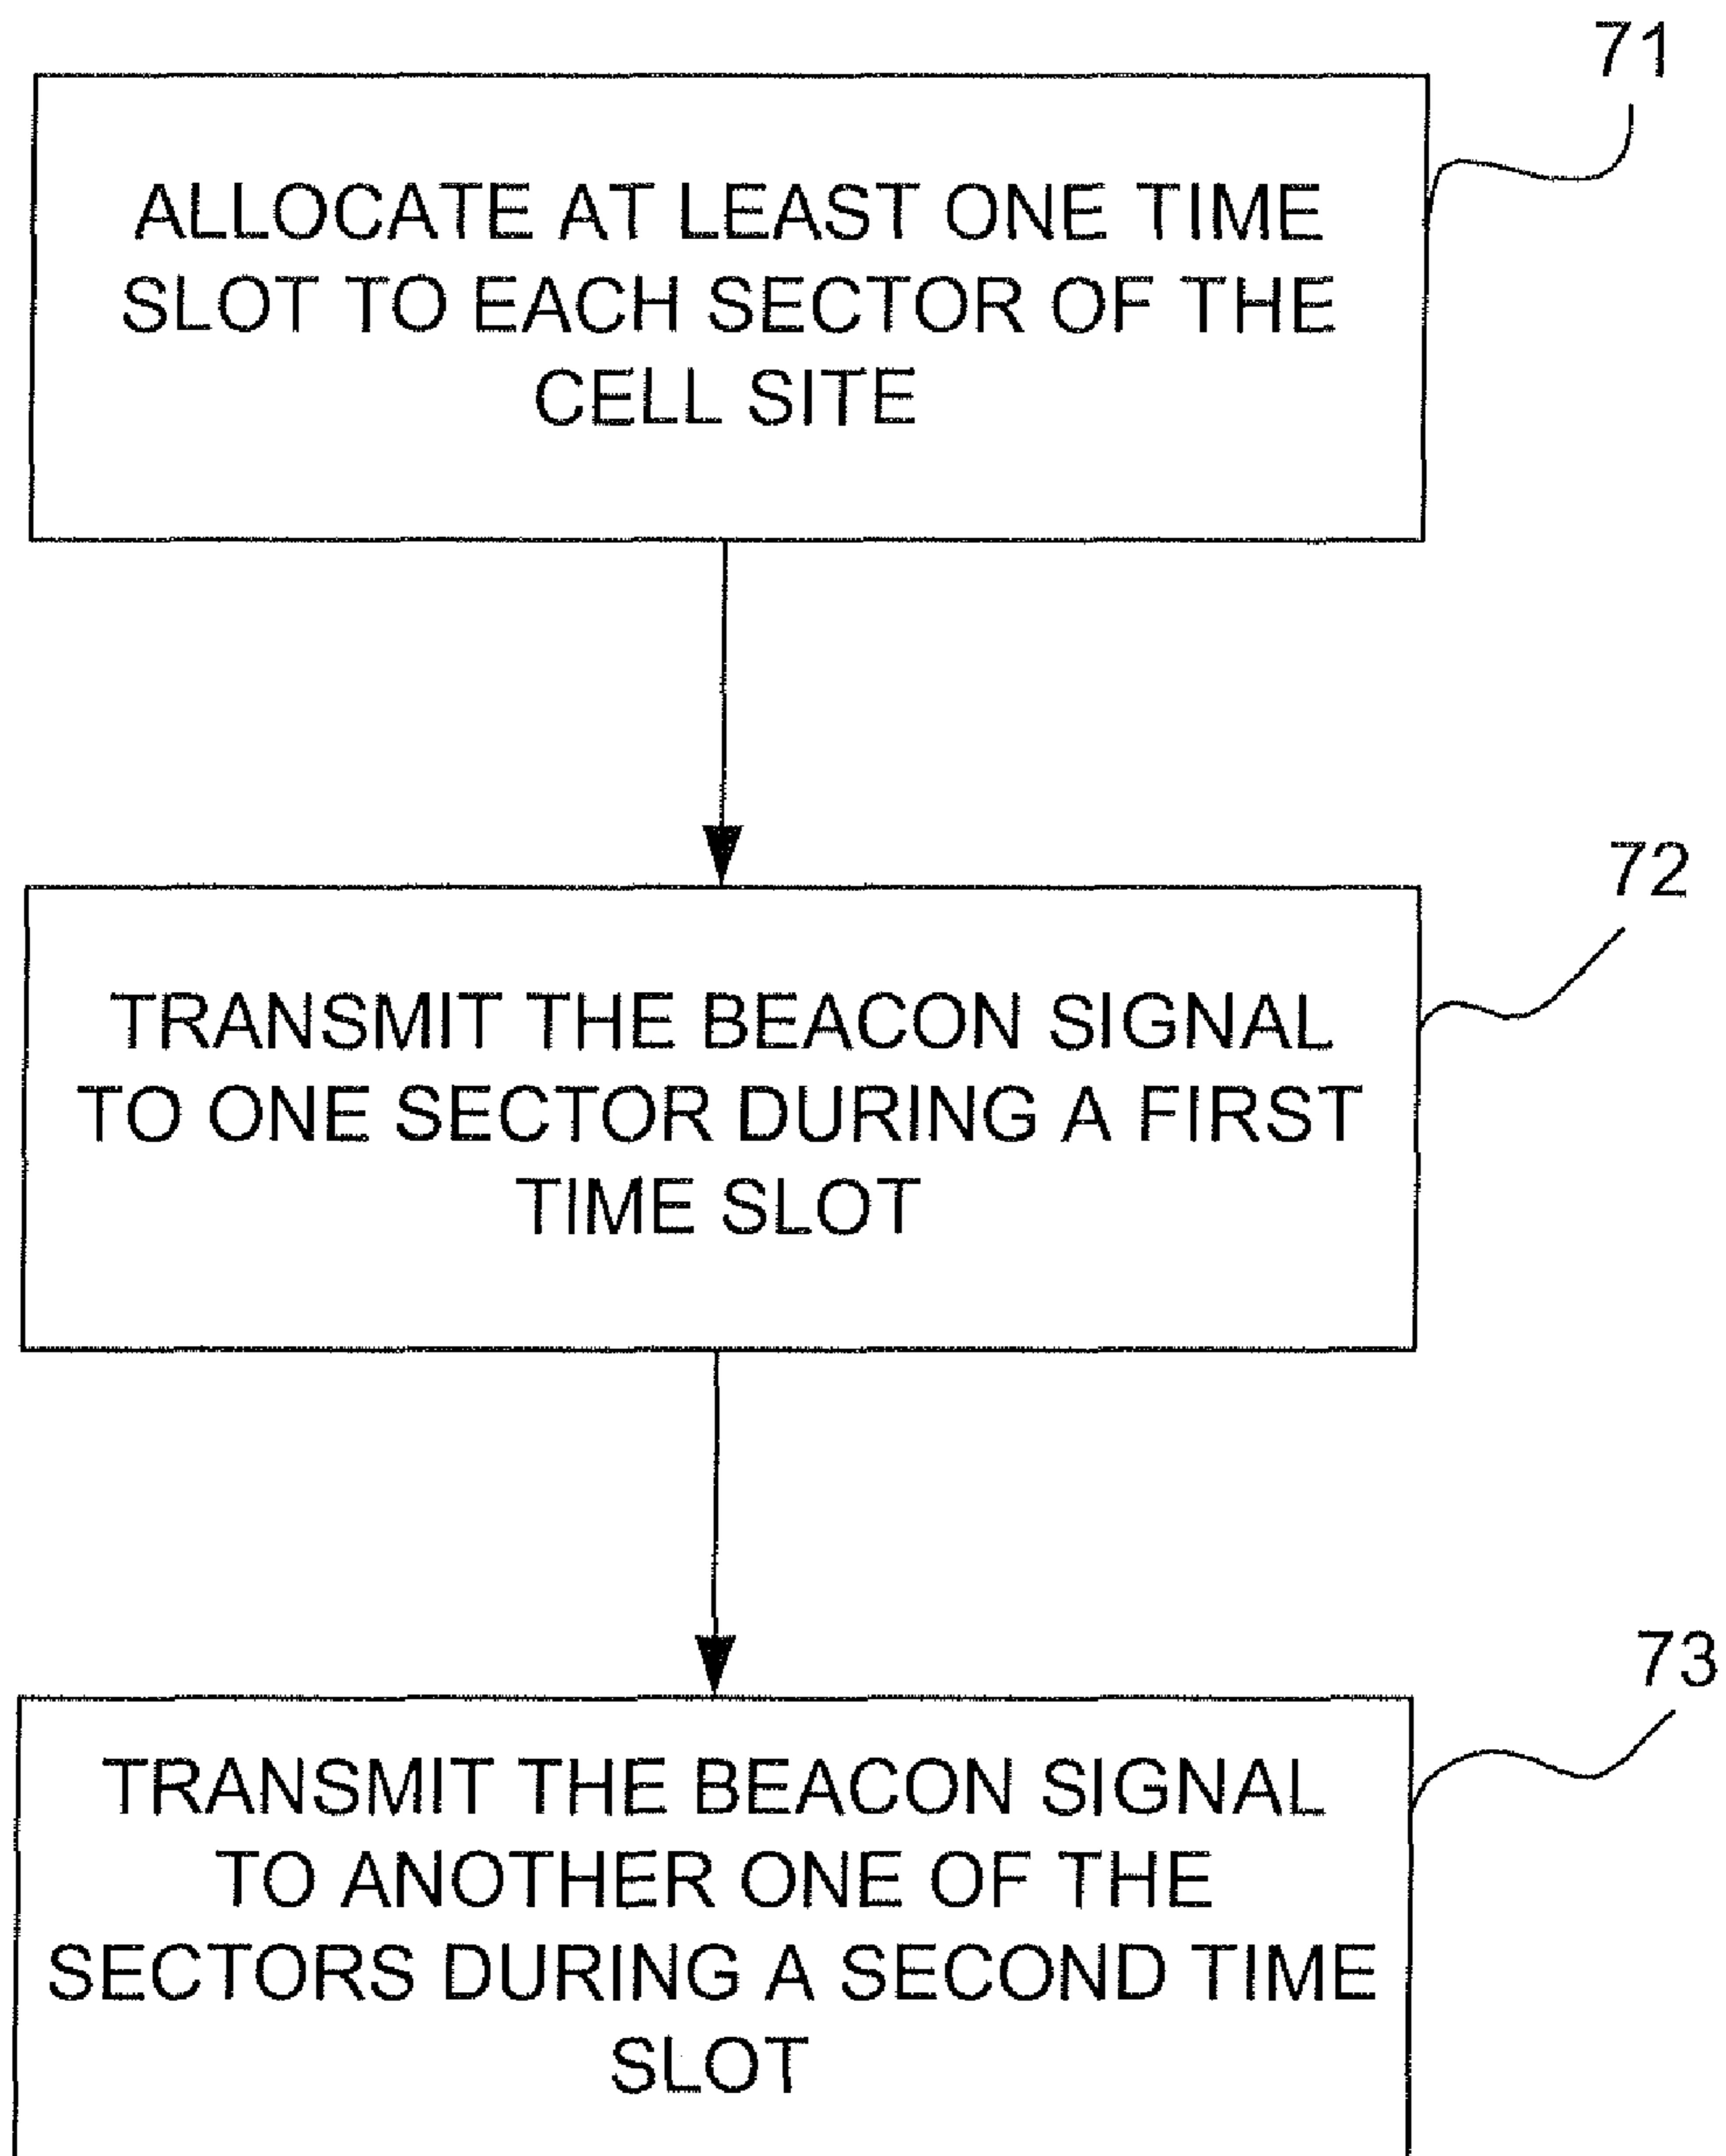 71
ALLOCATE AT LEAST ONE TIME
SLOT TO EACH SECTOR OF THE
CELL SITE
72
TRANSMIT THE BEACON SIGNAL
TO ONE SECTOR DURING A FIRST
TIME SLOT
73
TRANSMIT THE BEACON SIGNAL
TO ANOTHER ONE OF THE
SECTORS DURING A SECOND TIME
SLOT